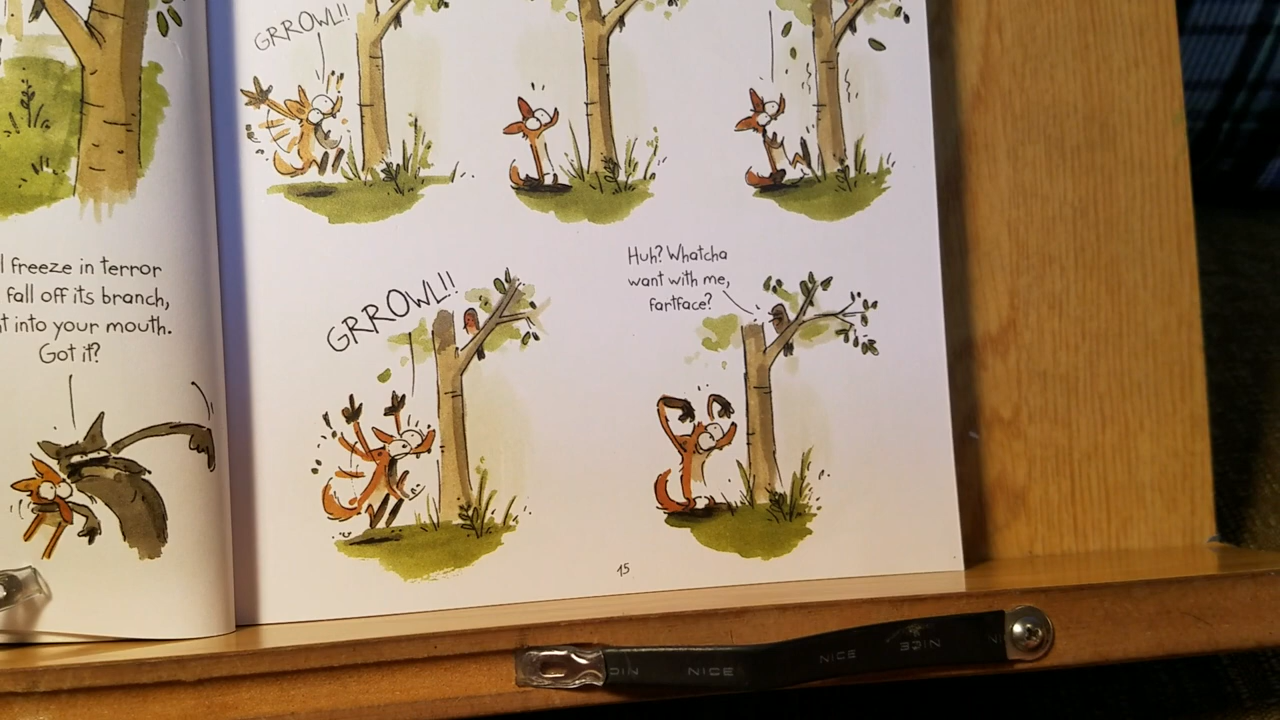 l freeze in terror
fall off its branch,
t into your mouth.
Got it?
GRROWL!!
GRROWL!!
Huh? Whatcha
want with me,
fartface?
15
NICE
NICE
NICE